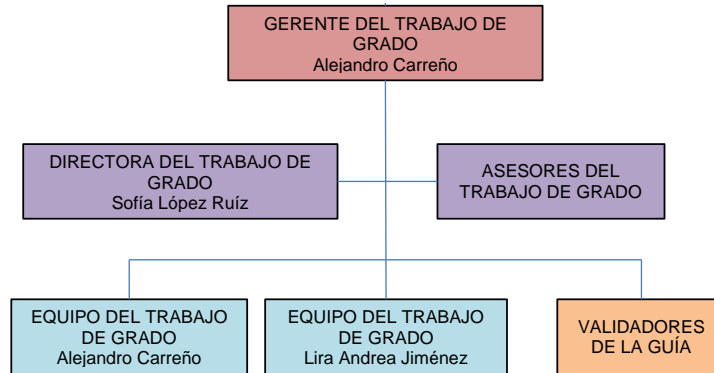 GERENTE DEL TRABAJO DE
GRADO
Alejandro Carreño
DIRECTORA DEL TRABAJO DE
GRADO
Sofía López Ruíz
ASESORES DEL
TRABAJO DE GRADO
EQUIPO DEL TRABAJO
DE GRADO
Alejandro Carreño
EQUIPO DEL TRABAJO
DE GRADO
Lira Andrea Jiménez
VALIDADORES
DE LA GUÍA